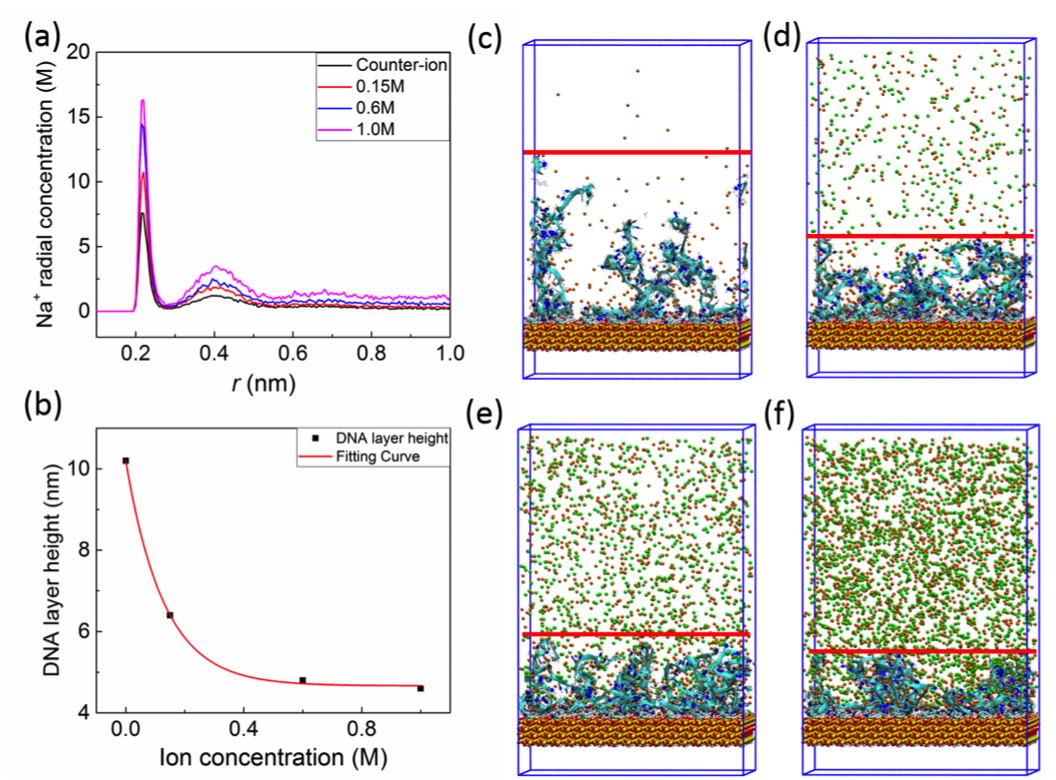 (a)
20
15
10
5
0
Na⁺ radial concentration (M)
Counter-ion
0.15M
0.6M
1.0M
0.2
0.4
0.6
0.8
1.0
r (nm)
(b)
10
8
6
4
DNA layer height (nm)
DNA layer height
Fitting Curve
0.0
0.4
0.8
Ion concentration (M)
(c)
(d)
(e)
(f)